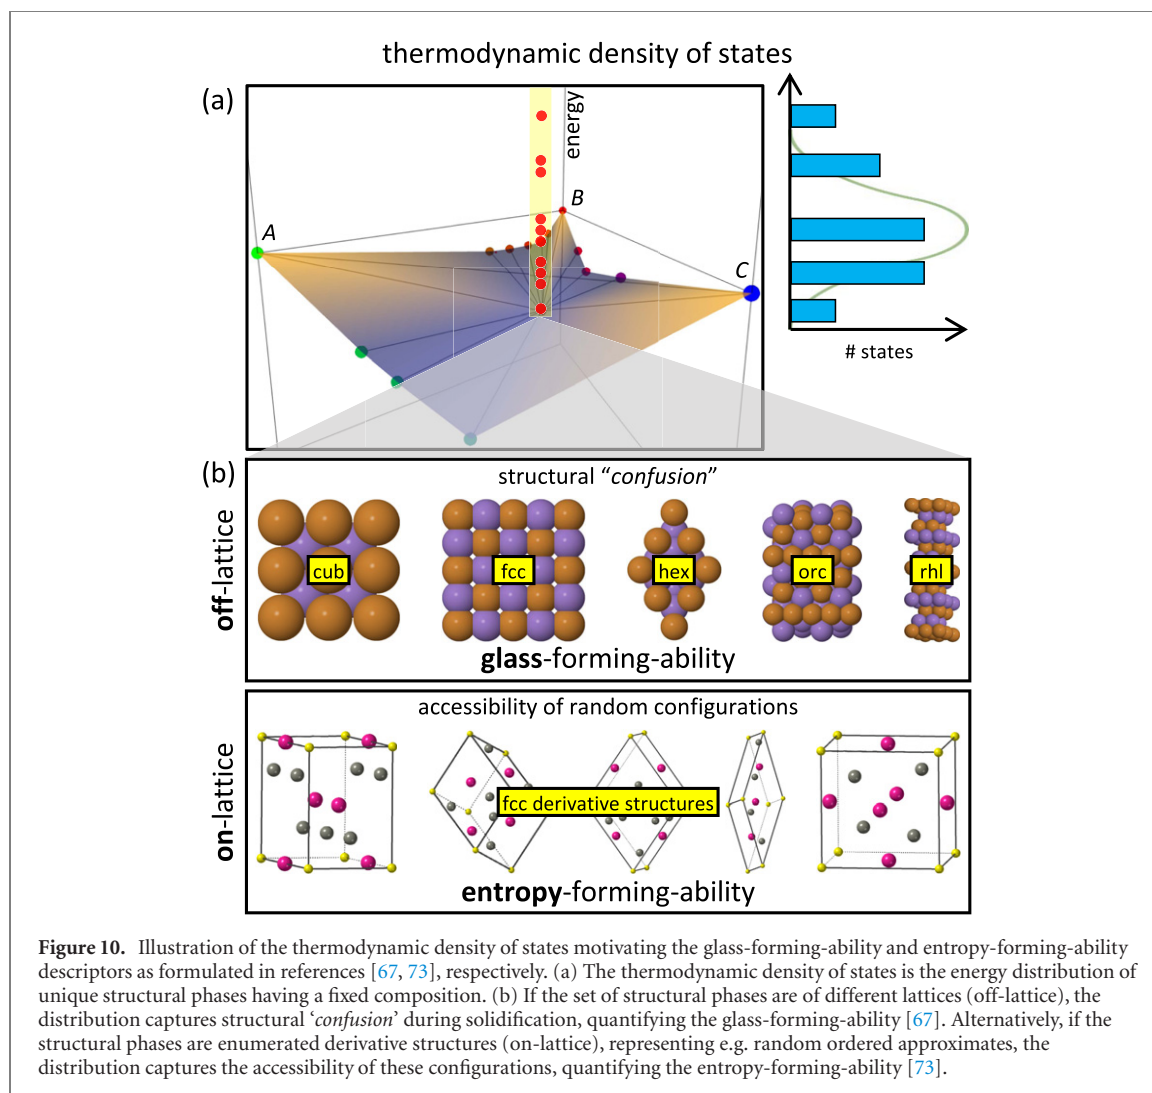 thermodynamic density of states
(a)
energy
A
B
C
# states
(b)
structural “confusion”
off-lattice
cub
fcc
hex
orc
rhl
glass-forming-ability
accessibility of random configurations
on-lattice
fcc derivative structures
entropy-forming-ability
Figure 10. Illustration of the thermodynamic density of states motivating the glass-forming-ability and entropy-forming-ability
descriptors as formulated in references [67, 73], respectively. (a) The thermodynamic density of states is the energy distribution of
unique structural phases having a fixed composition. (b) If the set of structural phases are of different lattices (off-lattice), the
distribution captures structural ‘confusion’ during solidification, quantifying the glass-forming-ability [67]. Alternatively, if the
structural phases are enumerated derivative structures (on-lattice), representing e.g. random ordered approximates, the
distribution captures the accessibility of these configurations, quantifying the entropy-forming-ability [73].